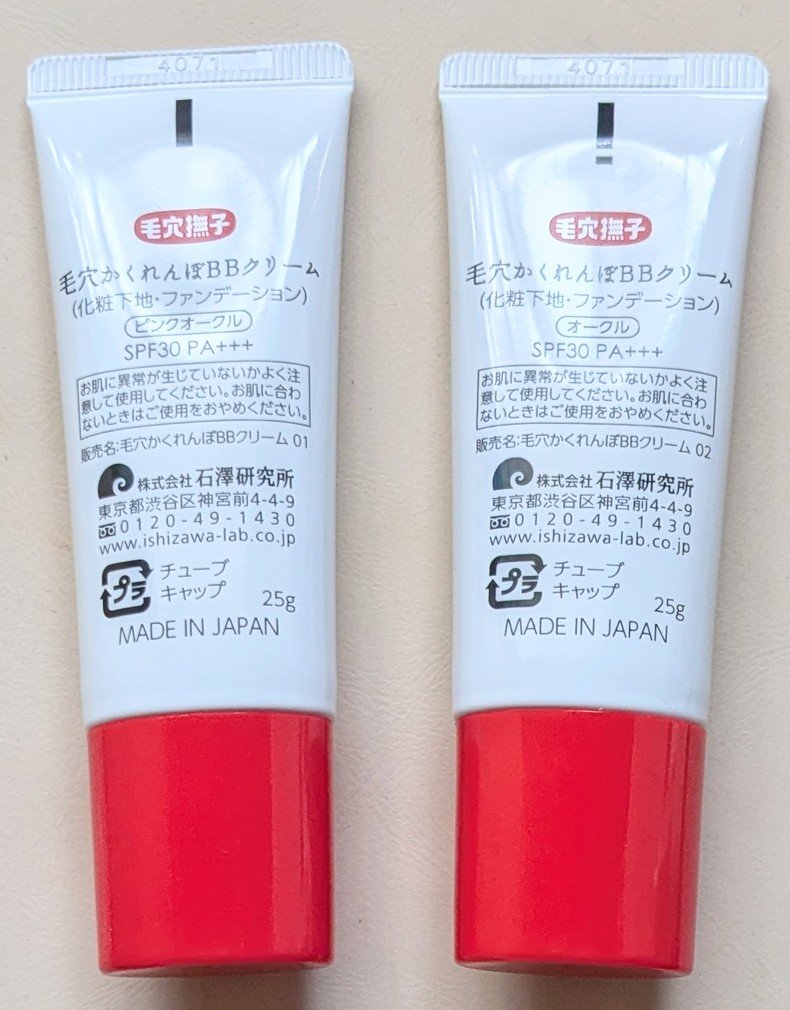 4071
毛穴撫子
毛穴かくれんぼBBクリーム
(化粧下地・ファンデーション)
ピンクオークル
SPF30 PA+++
お肌に異常が生じていないかよく注
意して使用してください。お肌に合わ
ないときはご使用をおやめください。
販売名:毛穴かくれんぼBBクリーム 01
株式会社 石澤研究所
東京都渋谷区神宮前4-4-9
0120-49-1430
www.ishizawa-lab.co.jp
プラ
チューブ
キャップ
25g
MADE IN JAPAN
4071
毛穴撫子
毛穴かくれんぼBBクリーム
(化粧下地・ファンデーション)
オークル
SPF30 PA+++
お肌に異常が生じていないかよく注
意して使用してください。お肌に合わ
ないときはご使用をおやめください。
販売名:毛穴かくれんぼBBクリーム 02
株式会社 石澤研究所
東京都渋谷区神宮前4-4-9
0120-49-1430
www.ishizawa-lab.co.jp
プラ
チューブ
キャップ
25g
MADE IN JAPAN